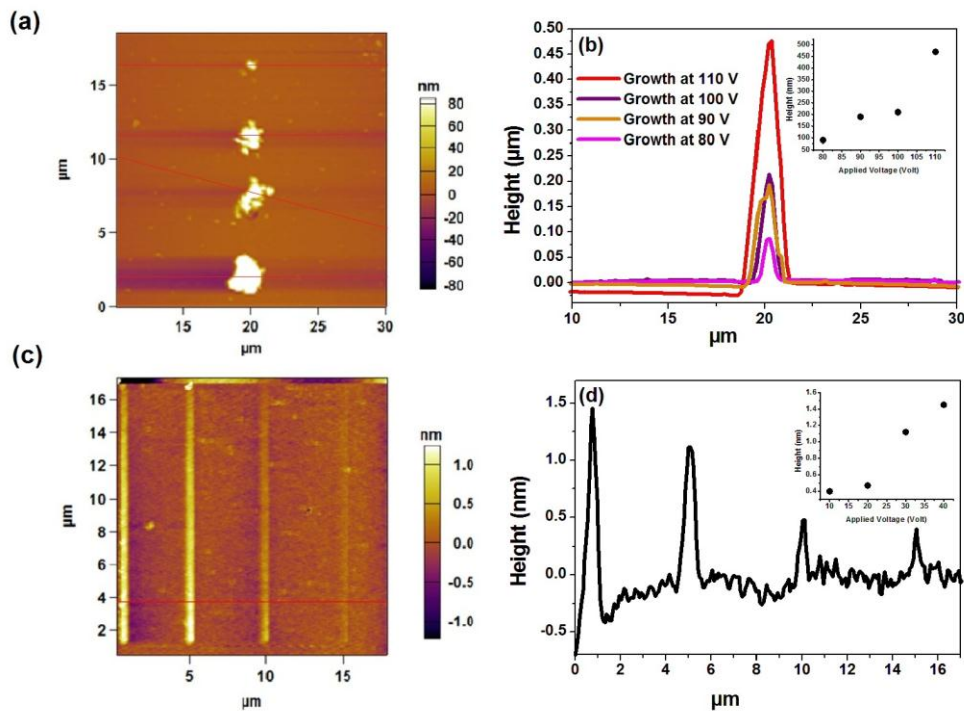 (a)
15
10
5
0
µm
15
20
25
30
µm
nm
80
60
40
20
0
-20
-40
-60
-80
(b)
0.50
0.45
0.40
0.35
0.30
0.25
0.20
0.15
0.10
0.05
0.00
Height (µm)
10
15
20
25
30
µm
Growth at 110 V
Growth at 100 V
Growth at 90 V
Growth at 80 V
500
450
400
350
300
250
200
150
100
50
Height (nm)
80 85 90 95 100 105 110
Applied Voltage (Volt)
(c)
16
14
12
10
8
6
4
2
µm
5
10
15
µm
nm
1.0
0.5
0.0
-0.5
-1.0
(d)
1.5
1.0
0.5
0.0
-0.5
Height (nm)
0 2 4 6 8 10 12 14 16
µm
1.6
1.4
1.2
1.0
0.8
0.6
0.4
Height (nm)
10 15 20 25 30 35 40
Applied Voltage (Volt)